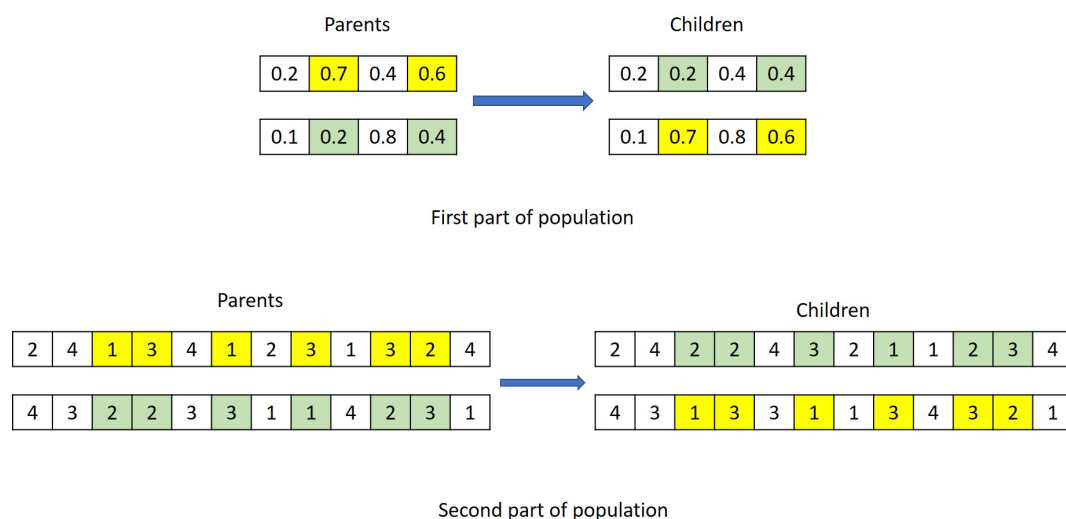 Parents Children
0.2 0.7 0.4 0.6 0.2 0.2 0.4 0.4
0.1 0.2 0.8 0.4 0.1 0.7 0.8 0.6
First part of population
Parents Children
2 4 1 3 4 1 2 3 1 3 2 4 2 4 2 2 4 3 2 1 1 2 3 4
4 3 2 2 3 3 1 1 4 2 3 1 4 3 1 3 3 1 1 3 4 3 2 1
Second part of population